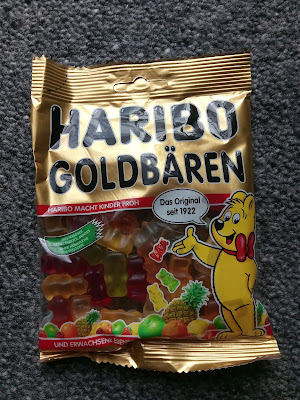 HARIBO
GOLDBÄREN
HARIBO MACHT KINDER FROH
Das Original
seit 1922
UND ERWACHSENE